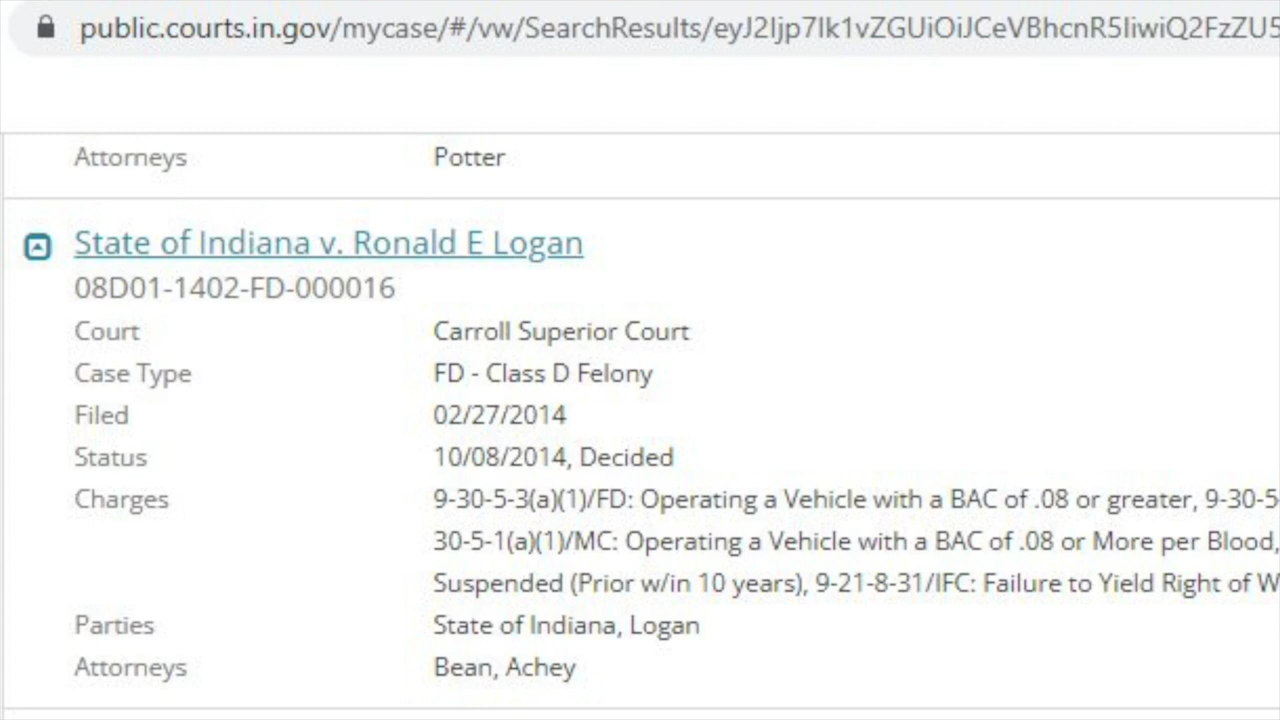 public.courts.in.gov/mycase/#/vw/SearchResults/eyJ2Ijp7Ik1vZGUiOiJCeVBhcnR5IiwiQ2FzZU5
Attorneys Potter
State of Indiana v. Ronald E Logan
08D01-1402-FD-000016
Court Carroll Superior Court
Case Type FD - Class D Felony
Filed 02/27/2014
Status 10/08/2014, Decided
Charges 9-30-5-3(a)(1)/FD: Operating a Vehicle with a BAC of .08 or greater, 9-30-5
30-5-1(a)(1)/MC: Operating a Vehicle with a BAC of .08 or More per Blood,
Suspended (Prior w/in 10 years), 9-21-8-31/IFC: Failure to Yield Right of W
Parties State of Indiana, Logan
Attorneys Bean, Achey